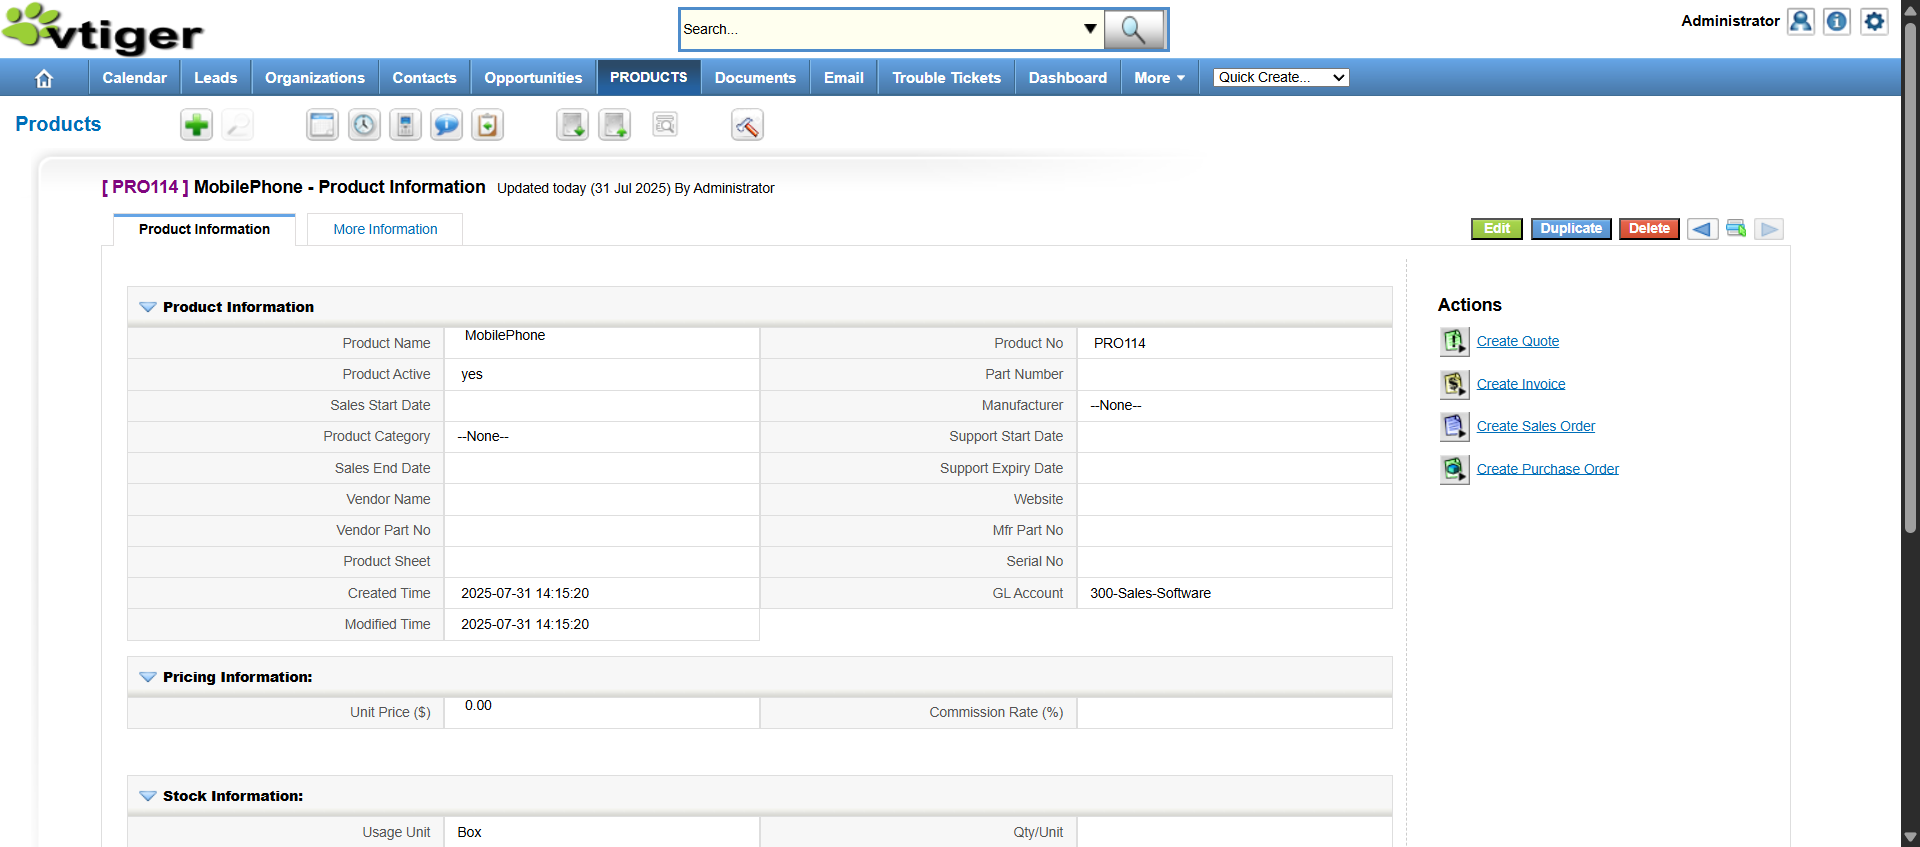 vtiger
Search...
Administrator
Calendar Leads Organizations Contacts Opportunities PRODUCTS Documents Email Trouble Tickets Dashboard More Quick Create...
Products
[ PRO114 ] MobilePhone - Product Information Updated today (31 Jul 2025) By Administrator
Product Information More Information Edit Duplicate Delete
Product Information
Product Name MobilePhone Product No PRO114
Product Active yes Part Number
Sales Start Date Manufacturer --None--
Product Category --None-- Support Start Date
Sales End Date Support Expiry Date
Vendor Name Website
Vendor Part No Mfr Part No
Product Sheet Serial No
Created Time 2025-07-31 14:15:20 GL Account 300-Sales-Software
Modified Time 2025-07-31 14:15:20
Pricing Information:
Unit Price ($) 0.00 Commission Rate (%)
Stock Information:
Usage Unit Box Qty/Unit
Actions
Create Quote
Create Invoice
Create Sales Order
Create Purchase Order